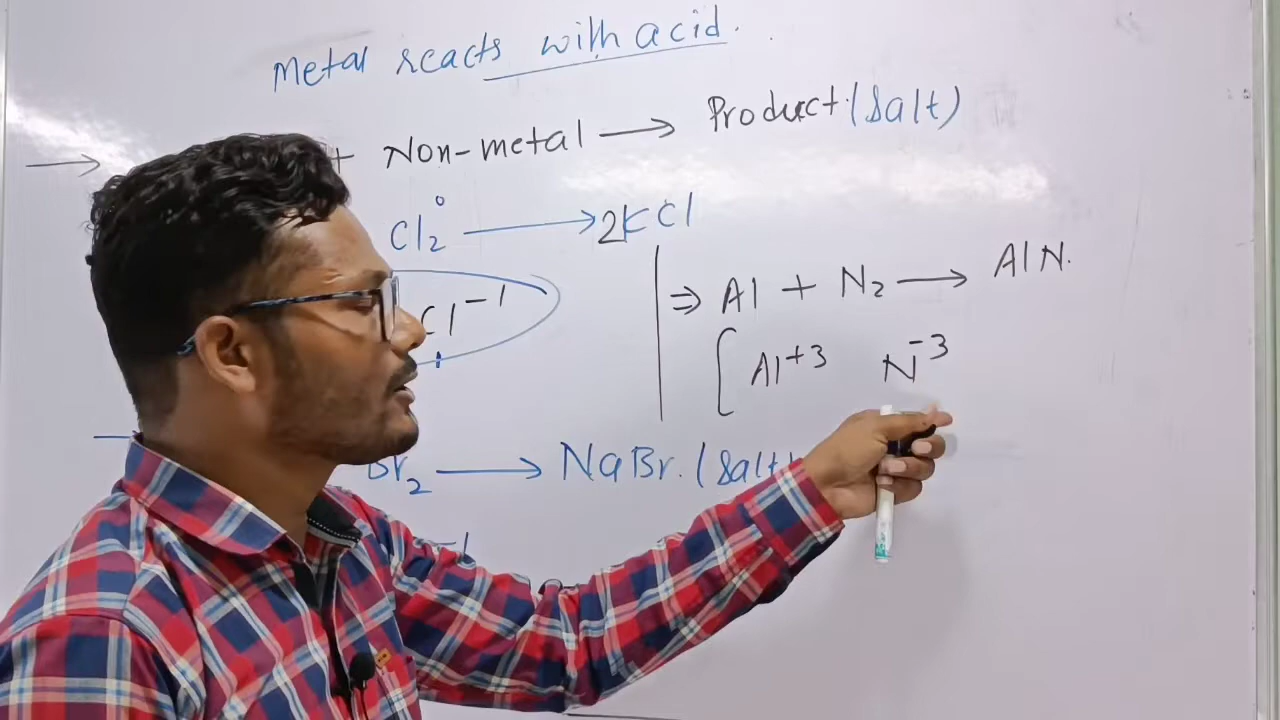 Metal reacts with acid.
→ + Non-metal → Product (Salt)
Cl₂⁰ → 2KCl
Cl⁻¹
⇒ Al + N₂ → AlN.
[ Al⁺³ N⁻³
Br₂ → NaBr. (Salt)